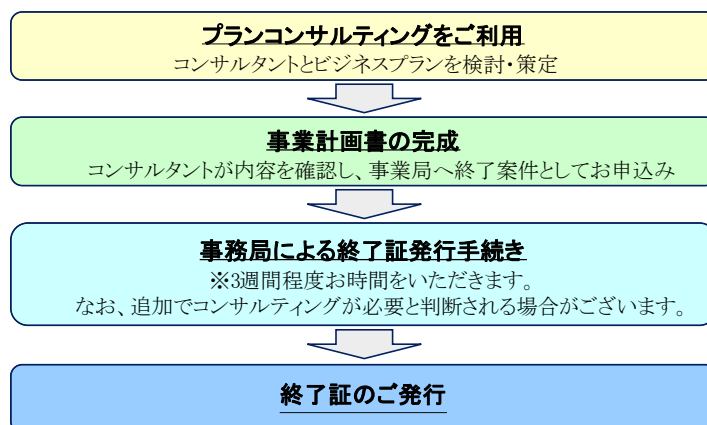 プランコンサルティングをご利用
コンサルタントとビジネスプランを検討・策定
事業計画書の完成
コンサルタントが内容を確認し、事業局へ終了案件としてお申込み
事務局による終了証発行手続き
※3週間程度お時間をいただきます。
なお、追加でコンサルティングが必要と判断される場合がございます。
終了証のご発行